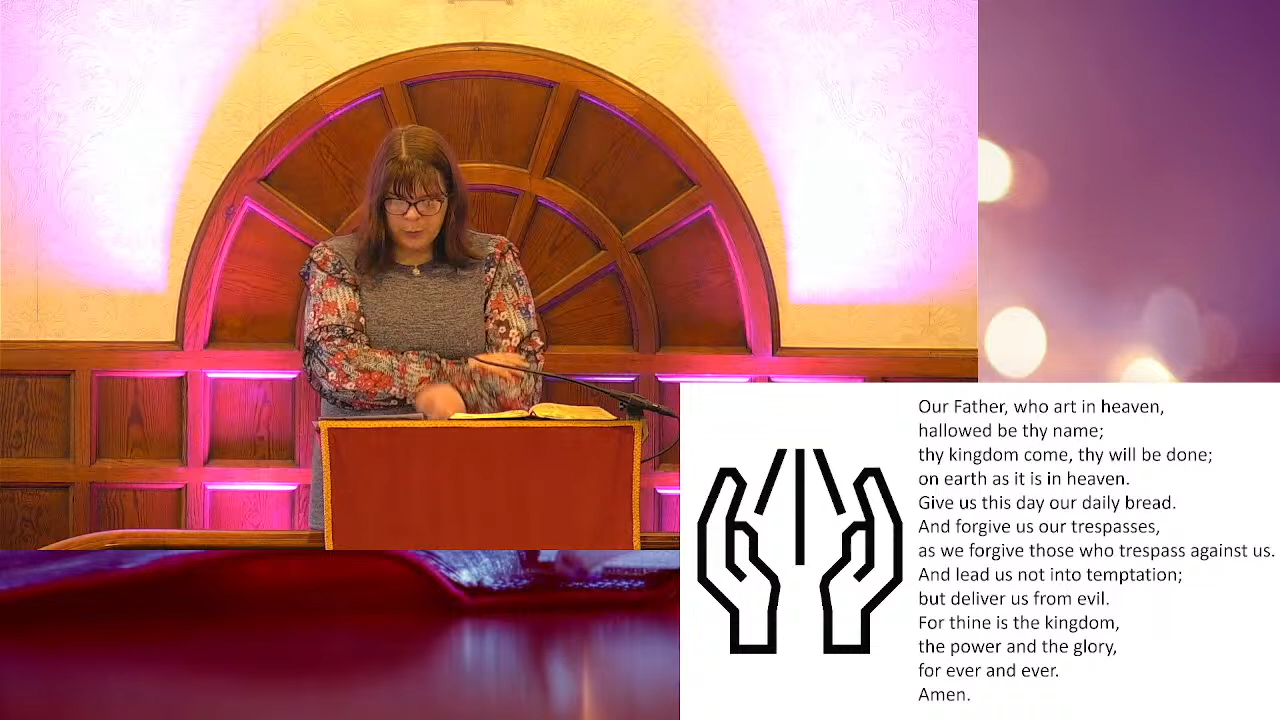 Our Father, who art in heaven,
hallowed be thy name;
thy kingdom come, thy will be done;
on earth as it is in heaven.
Give us this day our daily bread.
And forgive us our trespasses,
as we forgive those who trespass against us.
And lead us not into temptation;
but deliver us from evil.
For thine is the kingdom,
the power and the glory,
for ever and ever.
Amen.